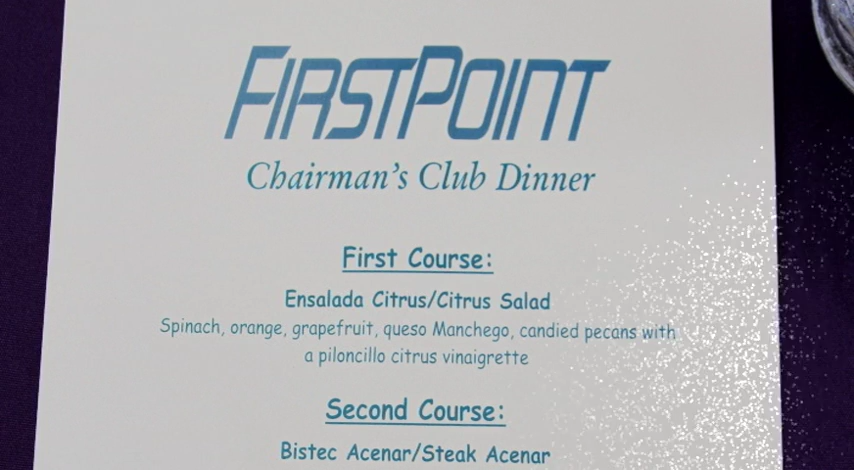 FIRSTPOINT
Chairman's Club Dinner
First Course:
Ensalada Citrus/Citrus Salad
Spinach, orange, grapefruit, queso Manchego, candied pecans with
a piloncillo citrus vinaigrette
Second Course:
Bistec Acenar/Steak Acenar